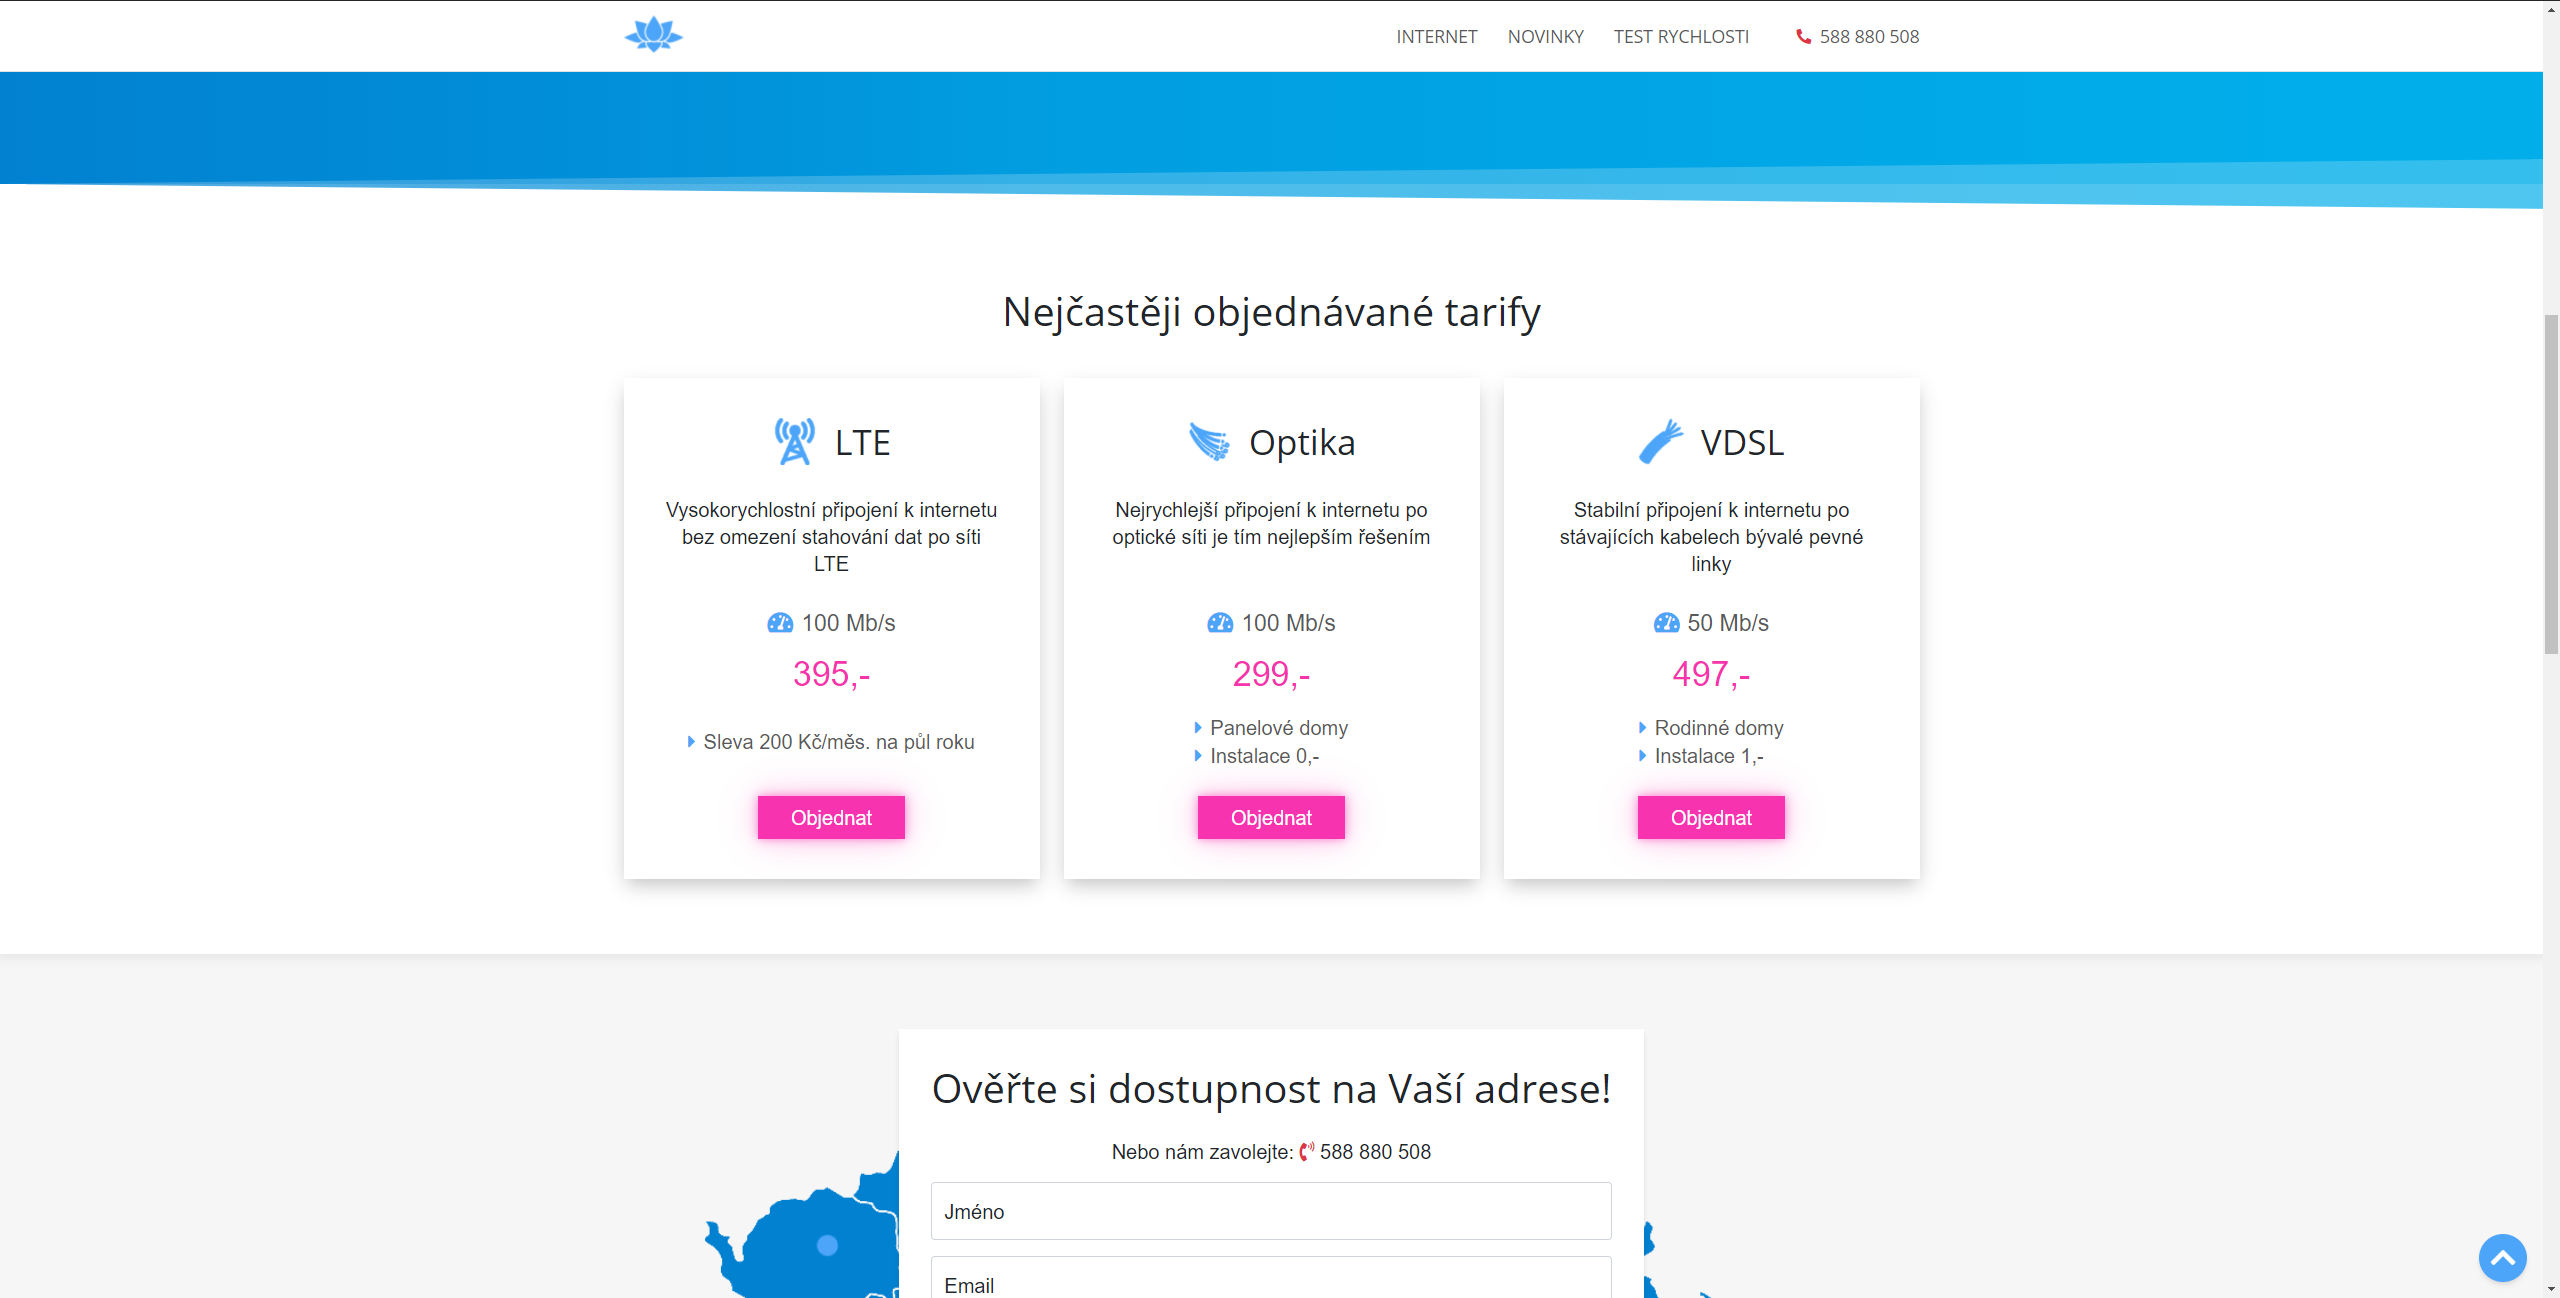 INTERNET NOVINKY TEST RYCHLOSTI 588 880 508
Nejčastěji objednávané tarify
LTE
Vysokorychlostní připojení k internetu
bez omezení stahování dat po síti
LTE
100 Mb/s
395,-
Sleva 200 Kč/měs. na půl roku
Objednat
Optika
Nejrychlejší připojení k internetu po
optické síti je tím nejlepším řešením
100 Mb/s
299,-
Panelové domy
Instalace 0,-
Objednat
VDSL
Stabilní připojení k internetu po
stávajících kabelech bývalé pevné
linky
50 Mb/s
497,-
Rodinné domy
Instalace 1,-
Objednat
Ověřte si dostupnost na Vaší adrese!
Nebo nám zavolejte: 588 880 508
Jméno
Email